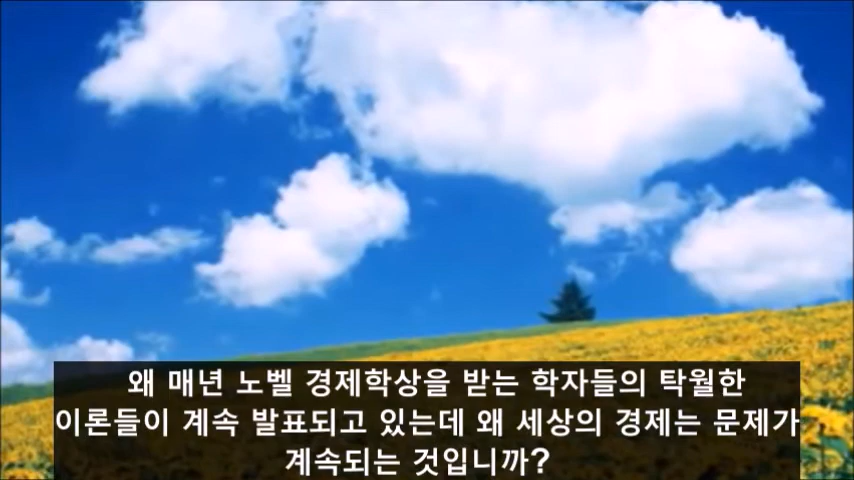 왜 매년 노벨 경제학상을 받는 학자들의 탁월한
이론들이 계속 발표되고 있는데 왜 세상의 경제는 문제가
계속되는 것입니까?